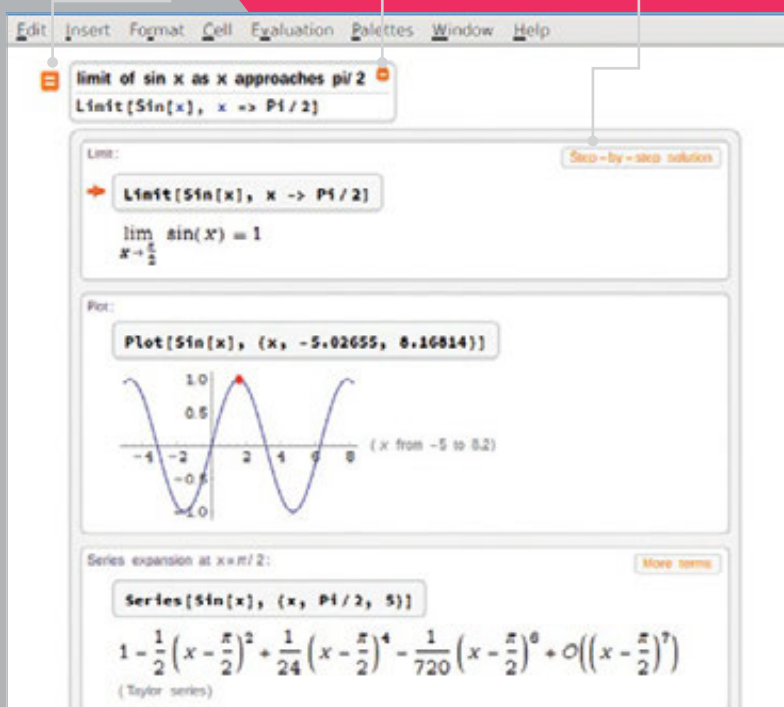 Edit Insert Format Cell Evaluation Palettes Window Help
limit of sin x as x approaches pi/2
Limit[Sin[x], x -> Pi/2]
Limit:
Step-by-step solution
Limit[Sin[x], x -> Pi/2]
lim sin(x) = 1
x→π/2
Plot:
Plot[Sin[x], {x, -5.02655, 8.16814}]
1.0
0.5
-4 -2 2 4 6 8
(x from -5 to 8.2)
-0.5
-1.0
Series expansion at x=π/2:
More terms
Series[Sin[x], {x, Pi/2, 5}]
1 - 1/2 (x - π/2)^2 + 1/24 (x - π/2)^4 - 1/720 (x - π/2)^6 + O((x - π/2)^7)
(Taylor series)